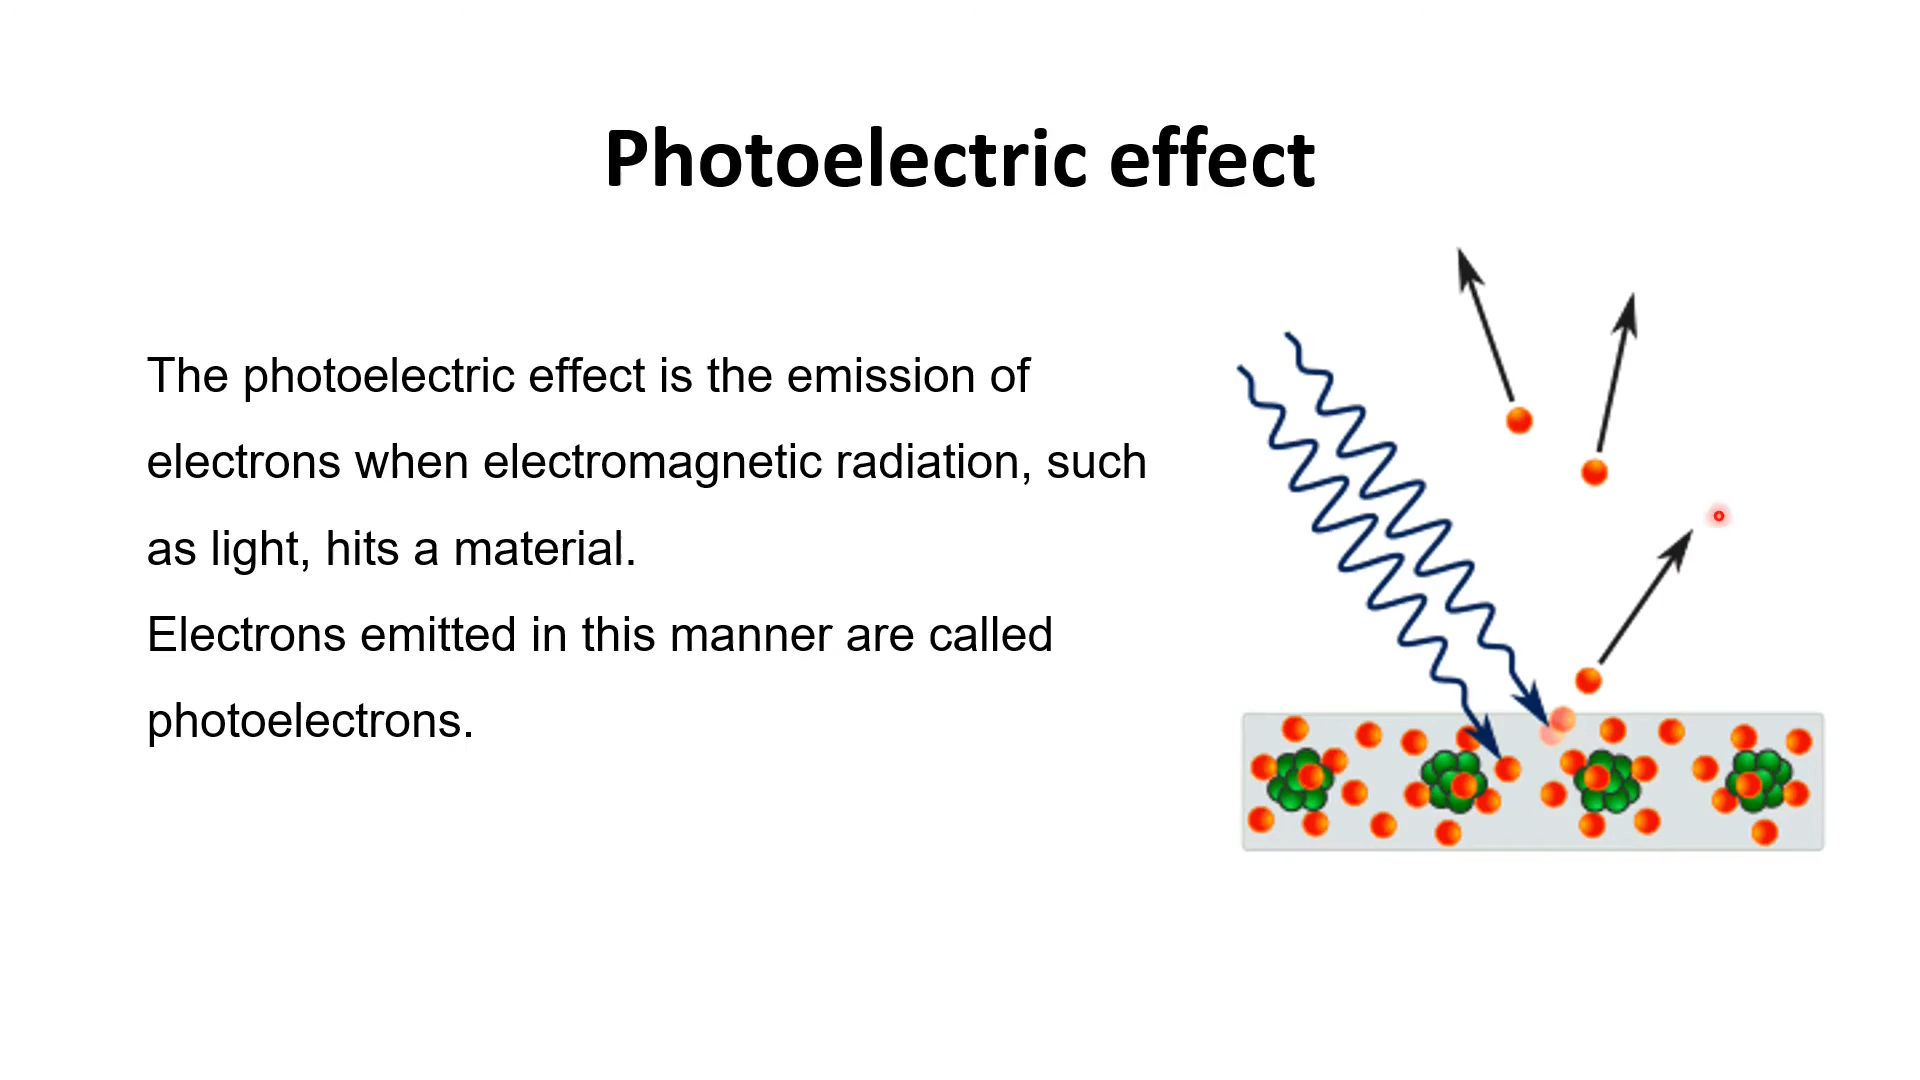 Photoelectric effect
The photoelectric effect is the emission of
electrons when electromagnetic radiation, such
as light, hits a material.
Electrons emitted in this manner are called
photoelectrons.